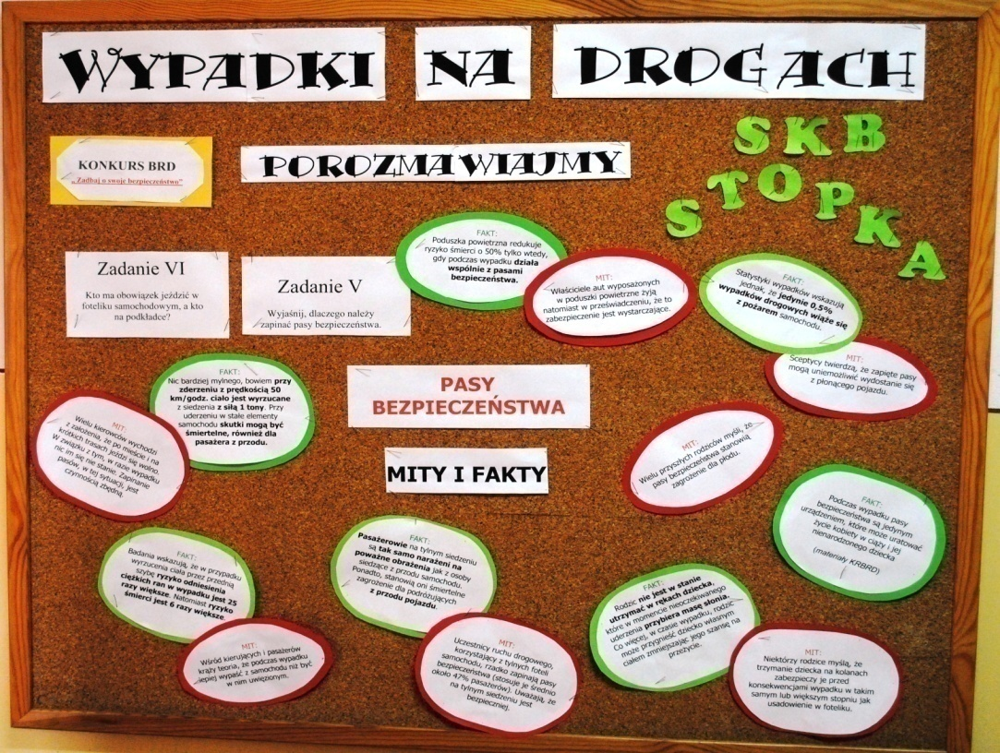 WYPADKI NA DROGACH
SKB
STOPKA
KONKURS BRD
„Zadbaj o swoje bezpieczeństwo”
POROZMAWIAJMY
Zadanie VI
Kto ma obowiązek jeździć w
foteliku samochodowym, a kto
na podkładce?
Zadanie V
Wyjaśnij, dlaczego należy
zapinać pasy bezpieczeństwa.
FAKT:
Poduszka powietrzna redukuje
ryzyko śmierci o 50% tylko wtedy,
gdy podczas wypadku działa
wspólnie z pasami
bezpieczeństwa.
MIT:
Właściciele aut wyposażonych
w poduszki powietrzne żyją
natomiast w przeświadczeniu, że to
zabezpieczenie jest wystarczające.
FAKT:
Statystyki wypadków wskazują
jednak, że jedynie 0,5%
wypadków drogowych wiąże się
z pożarem samochodu.
MIT:
Sceptycy twierdzą, że zapięte pasy
mogą uniemożliwić wydostanie się
z płonącego pojazdu.
FAKT:
Nic bardziej mylnego, bowiem przy
zderzeniu z prędkością 50
km/godz. ciało jest wyrzucane
z siedzenia z siłą 1 tony. Przy
uderzeniu w stałe elementy
samochodu skutki mogą być
śmiertelne, również dla
pasażera z przodu.
MIT:
Wielu kierowców wychodzi
z założenia, że po mieście i na
krótkich trasach jeździ się wolno.
W związku z tym, w razie wypadku
nic im się nie stanie. Zapinanie
pasów, w tej sytuacji, jest
czynnością zbędną.
PASY
BEZPIECZEŃSTWA
MITY I FAKTY
MIT:
Wielu przyszłych rodziców myśli, że
pasy bezpieczeństwa stanowią
zagrożenie dla płodu.
FAKT:
Podczas wypadku pasy
bezpieczeństwa są jedynym
urządzeniem, które może uratować
życie kobiety w ciąży i jej
nienarodzonego dziecka
(materiały KRBRD)
FAKT:
Badania wskazują, że w przypadku
wyrzucenia ciała przez przednią
szybę ryzyko odniesienia
ciężkich ran w wypadku jest 25
razy większe. Natomiast ryzyko
śmierci jest 6 razy większe.
MIT:
Wśród kierujących i pasażerów
krąży teoria, że podczas wypadku
lepiej wypaść z samochodu niż być
w nim uwięzionym.
FAKT:
Pasażerowie na tylnym siedzeniu
są tak samo narażeni na
poważne obrażenia jak z osoby
siedzące z przodu samochodu.
Ponadto, stanowią oni śmiertelne
zagrożenie dla podróżujących
z przodu pojazdu.
MIT:
Uczestnicy ruchu drogowego,
korzystający z tylnych foteli
samochodu, rzadko zapinają pasy
bezpieczeństwa (stosuje je średnio
około 47% pasażerów). Uważają, że
na tylnym siedzeniu jest
bezpieczniej.
FAKT:
Rodzic nie jest w stanie
utrzymać w rękach dziecka,
które w momencie nieoczekiwanego
uderzenia przybiera masę słonia.
Co więcej, w czasie wypadku, rodzic
może przygnieść dziecko własnym
ciałem zmniejszając jego szansę na
przeżycie.
MIT:
Niektórzy rodzice myślą, że
trzymanie dziecka na kolanach
zabezpieczy je przed
konsekwencjami wypadku w takim
samym lub większym stopniu jak
usadowienie w foteliku.